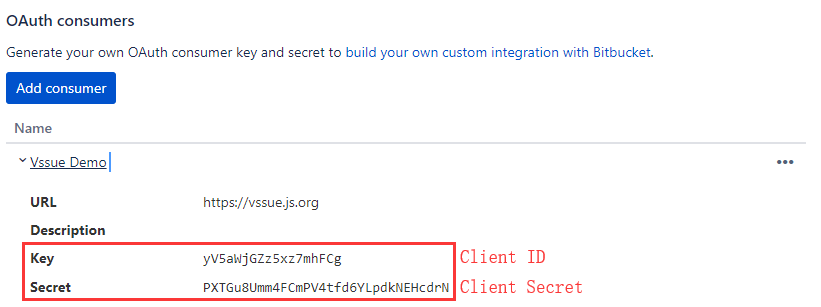 OAuth consumers
Generate your own OAuth consumer key and secret to build your own custom integration with Bitbucket.
Add consumer
Name
Vssue Demo
URL https://vssue.js.org
Description
Key yV5aWjGZz5xz7mhFCg Client ID
Secret PXTGu8Umm4FCmPV4tfd6YLpdkNEHcdrN Client Secret